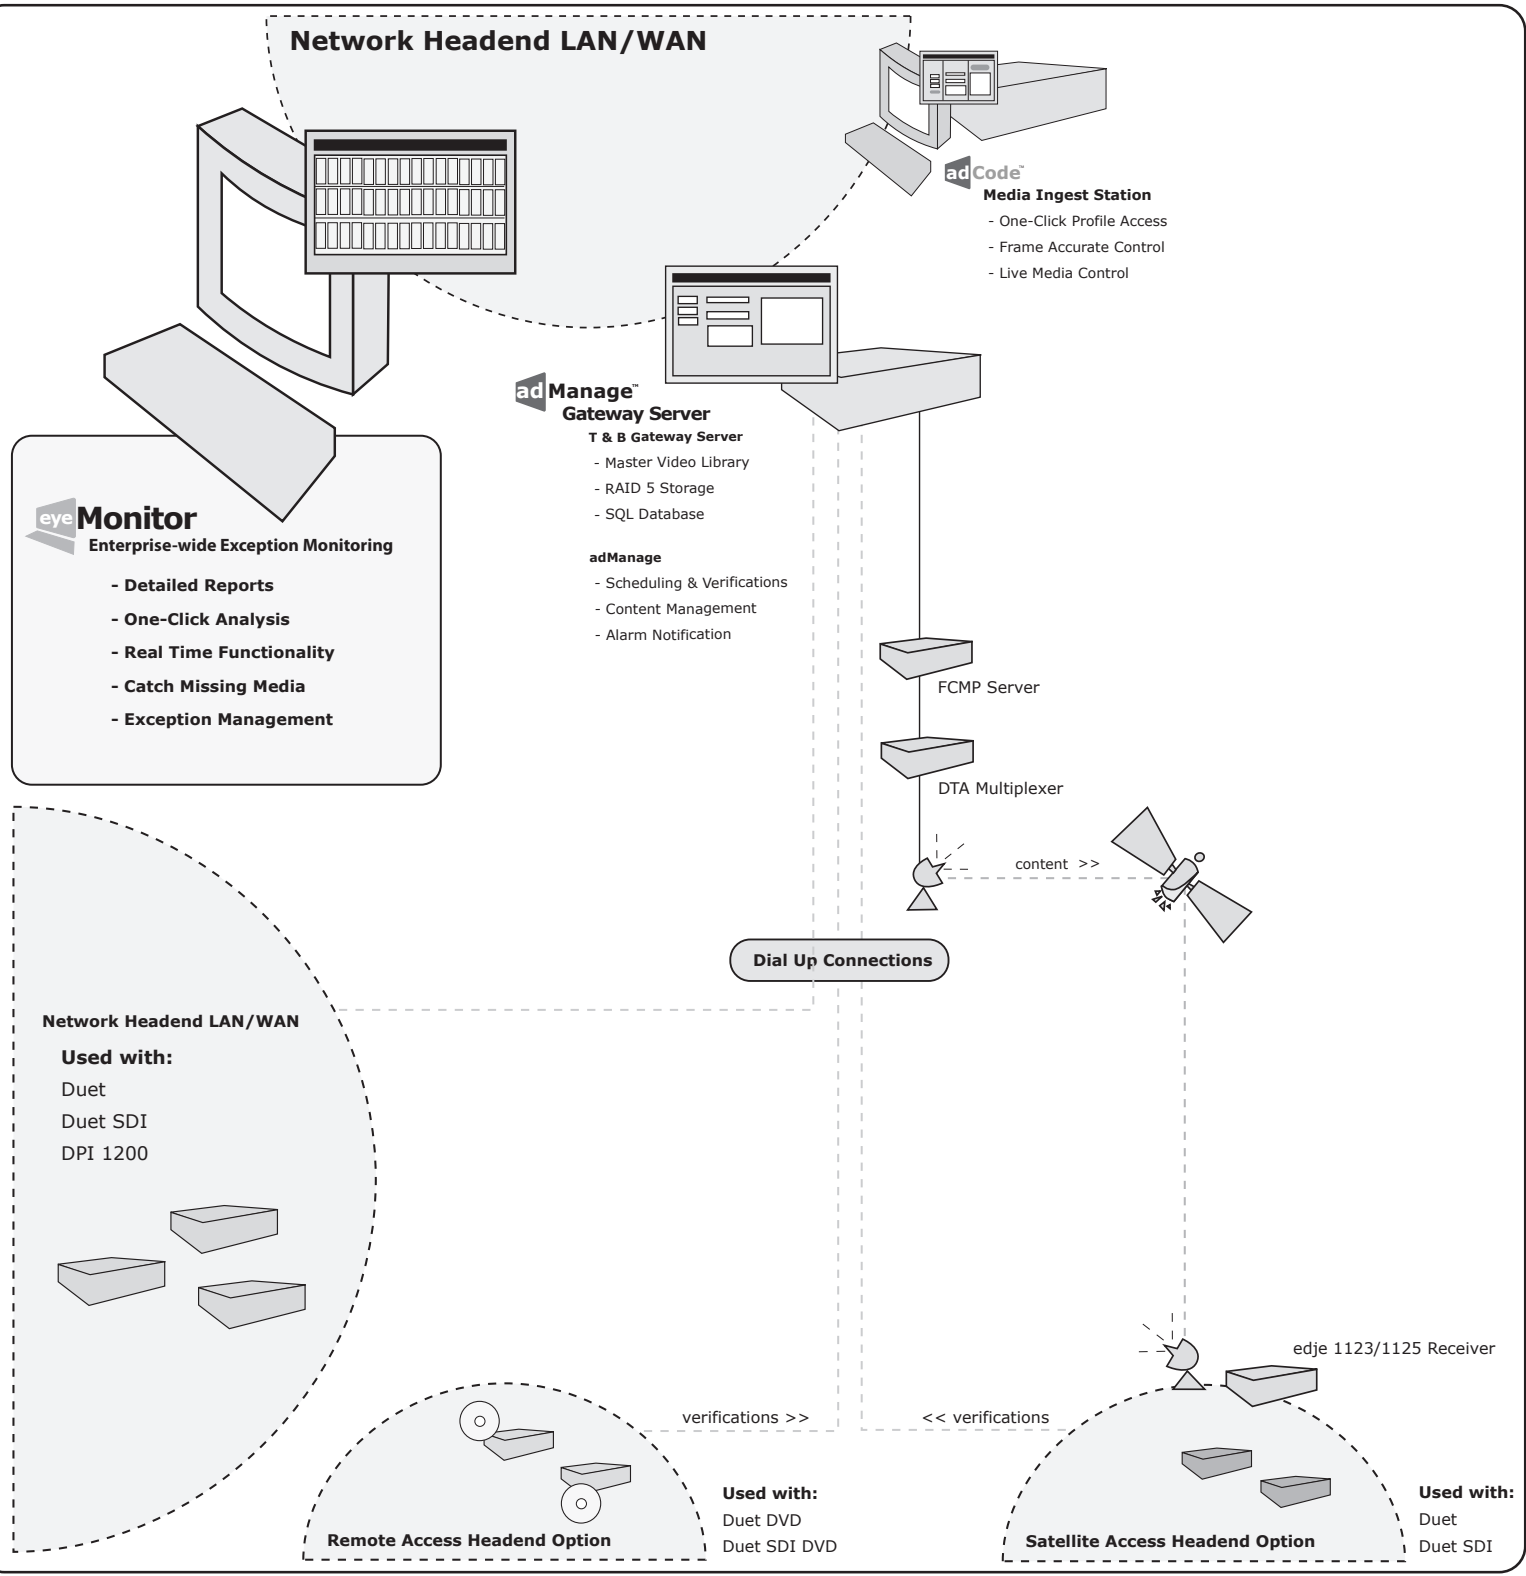 Network Headend LAN/WAN
adCode™
Media Ingest Station
- One-Click Profile Access
- Frame Accurate Control
- Live Media Control
adManage™
Gateway Server
T & B Gateway Server
- Master Video Library
- RAID 5 Storage
- SQL Database
adManage
- Scheduling & Verifications
- Content Management
- Alarm Notification
eyeMonitor
Enterprise-wide Exception Monitoring
- Detailed Reports
- One-Click Analysis
- Real Time Functionality
- Catch Missing Media
- Exception Management
FCMP Server
DTA Multiplexer
content >>
Dial Up Connections
Network Headend LAN/WAN
Used with:
Duet
Duet SDI
DPI 1200
edje 1123/1125 Receiver
verifications >>
<< verifications
Remote Access Headend Option
Used with:
Duet DVD
Duet SDI DVD
Satellite Access Headend Option
Used with:
Duet
Duet SDI